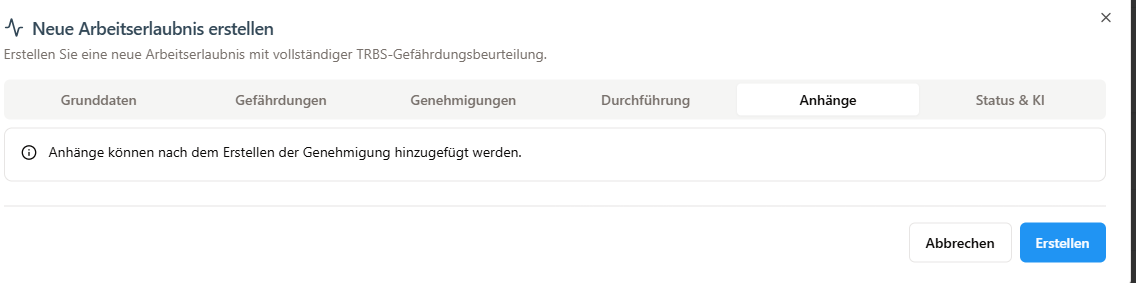 Neue Arbeitserlaubnis erstellen
Erstellen Sie eine neue Arbeitserlaubnis mit vollständiger TRBS-Gefährdungsbeurteilung.
Grunddaten Gefährdungen Genehmigungen Durchführung Anhänge Status & KI
Anhänge können nach dem Erstellen der Genehmigung hinzugefügt werden.
Abbrechen Erstellen